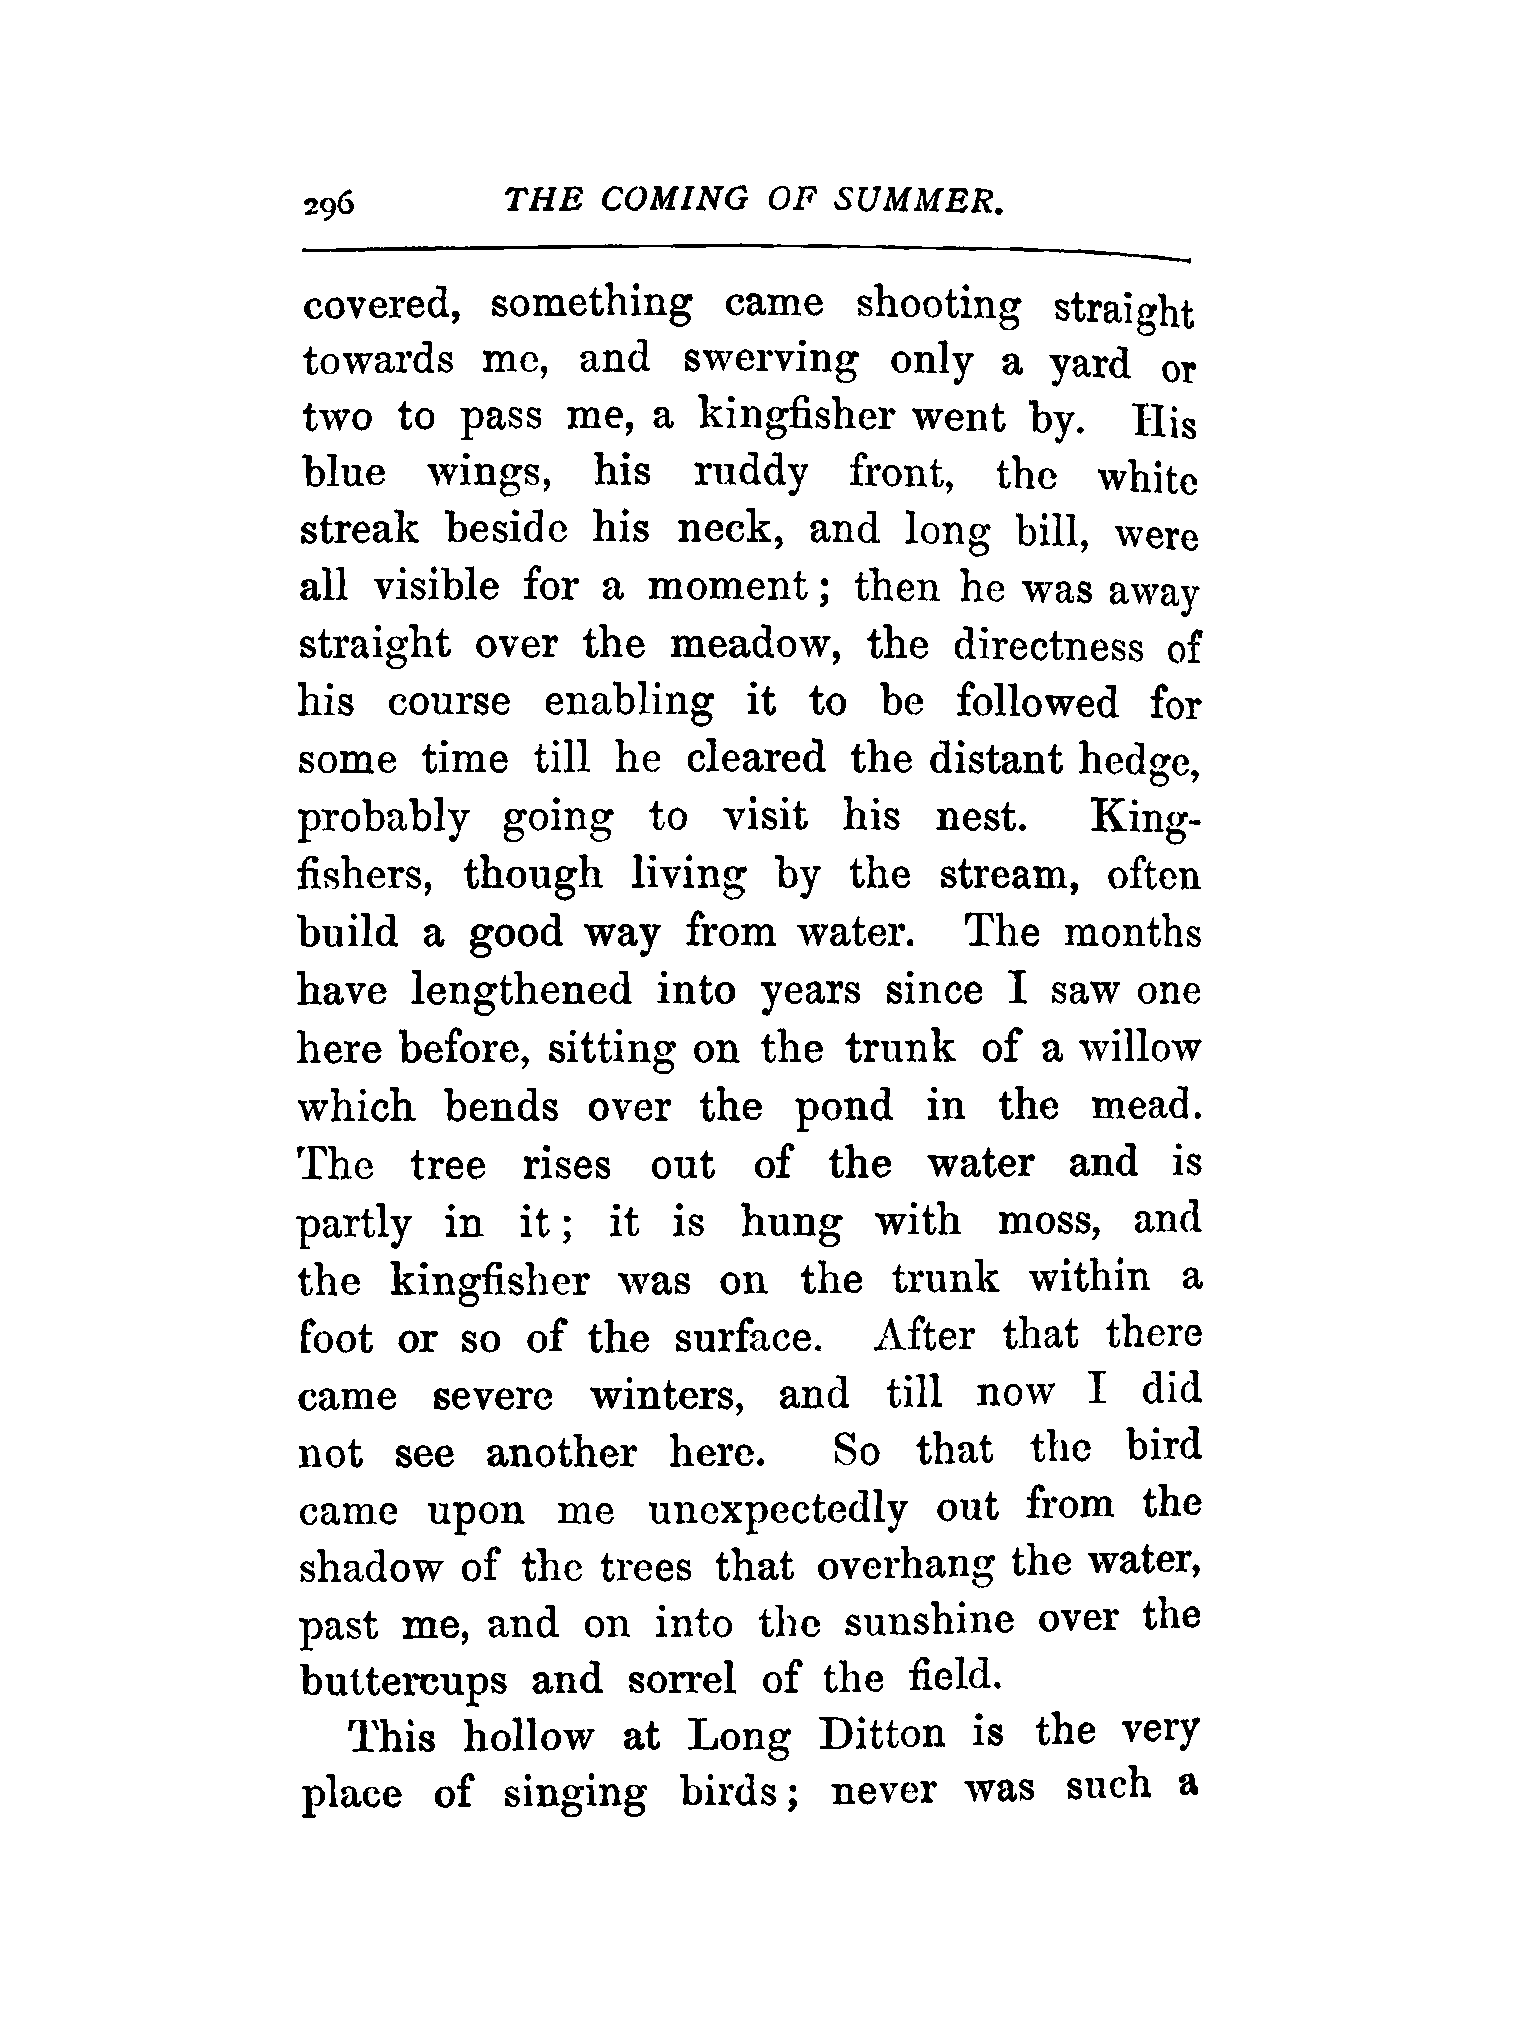 296 THE COMING OF SUMMER.
covered, something came shooting straight
towards me, and swerving only a yard or
two to pass me, a kingfisher went by. His
blue wings, his ruddy front, the white
streak beside his neck, and long bill, were
all visible for a moment; then he was away
straight over the meadow, the directness of
his course enabling it to be followed for
some time till he cleared the distant hedge,
probably going to visit his nest. King-
fishers, though living by the stream, often
build a good way from water. The months
have lengthened into years since I saw one
here before, sitting on the trunk of a willow
which bends over the pond in the mead.
The tree rises out of the water and is
partly in it; it is hung with moss, and
the kingfisher was on the trunk within a
foot or so of the surface. After that there
came severe winters, and till now I did
not see another here. So that the bird
came upon me unexpectedly out from the
shadow of the trees that overhang the water,
past me, and on into the sunshine over the
buttercups and sorrel of the field.
This hollow at Long Ditton is the very
place of singing birds; never was such a